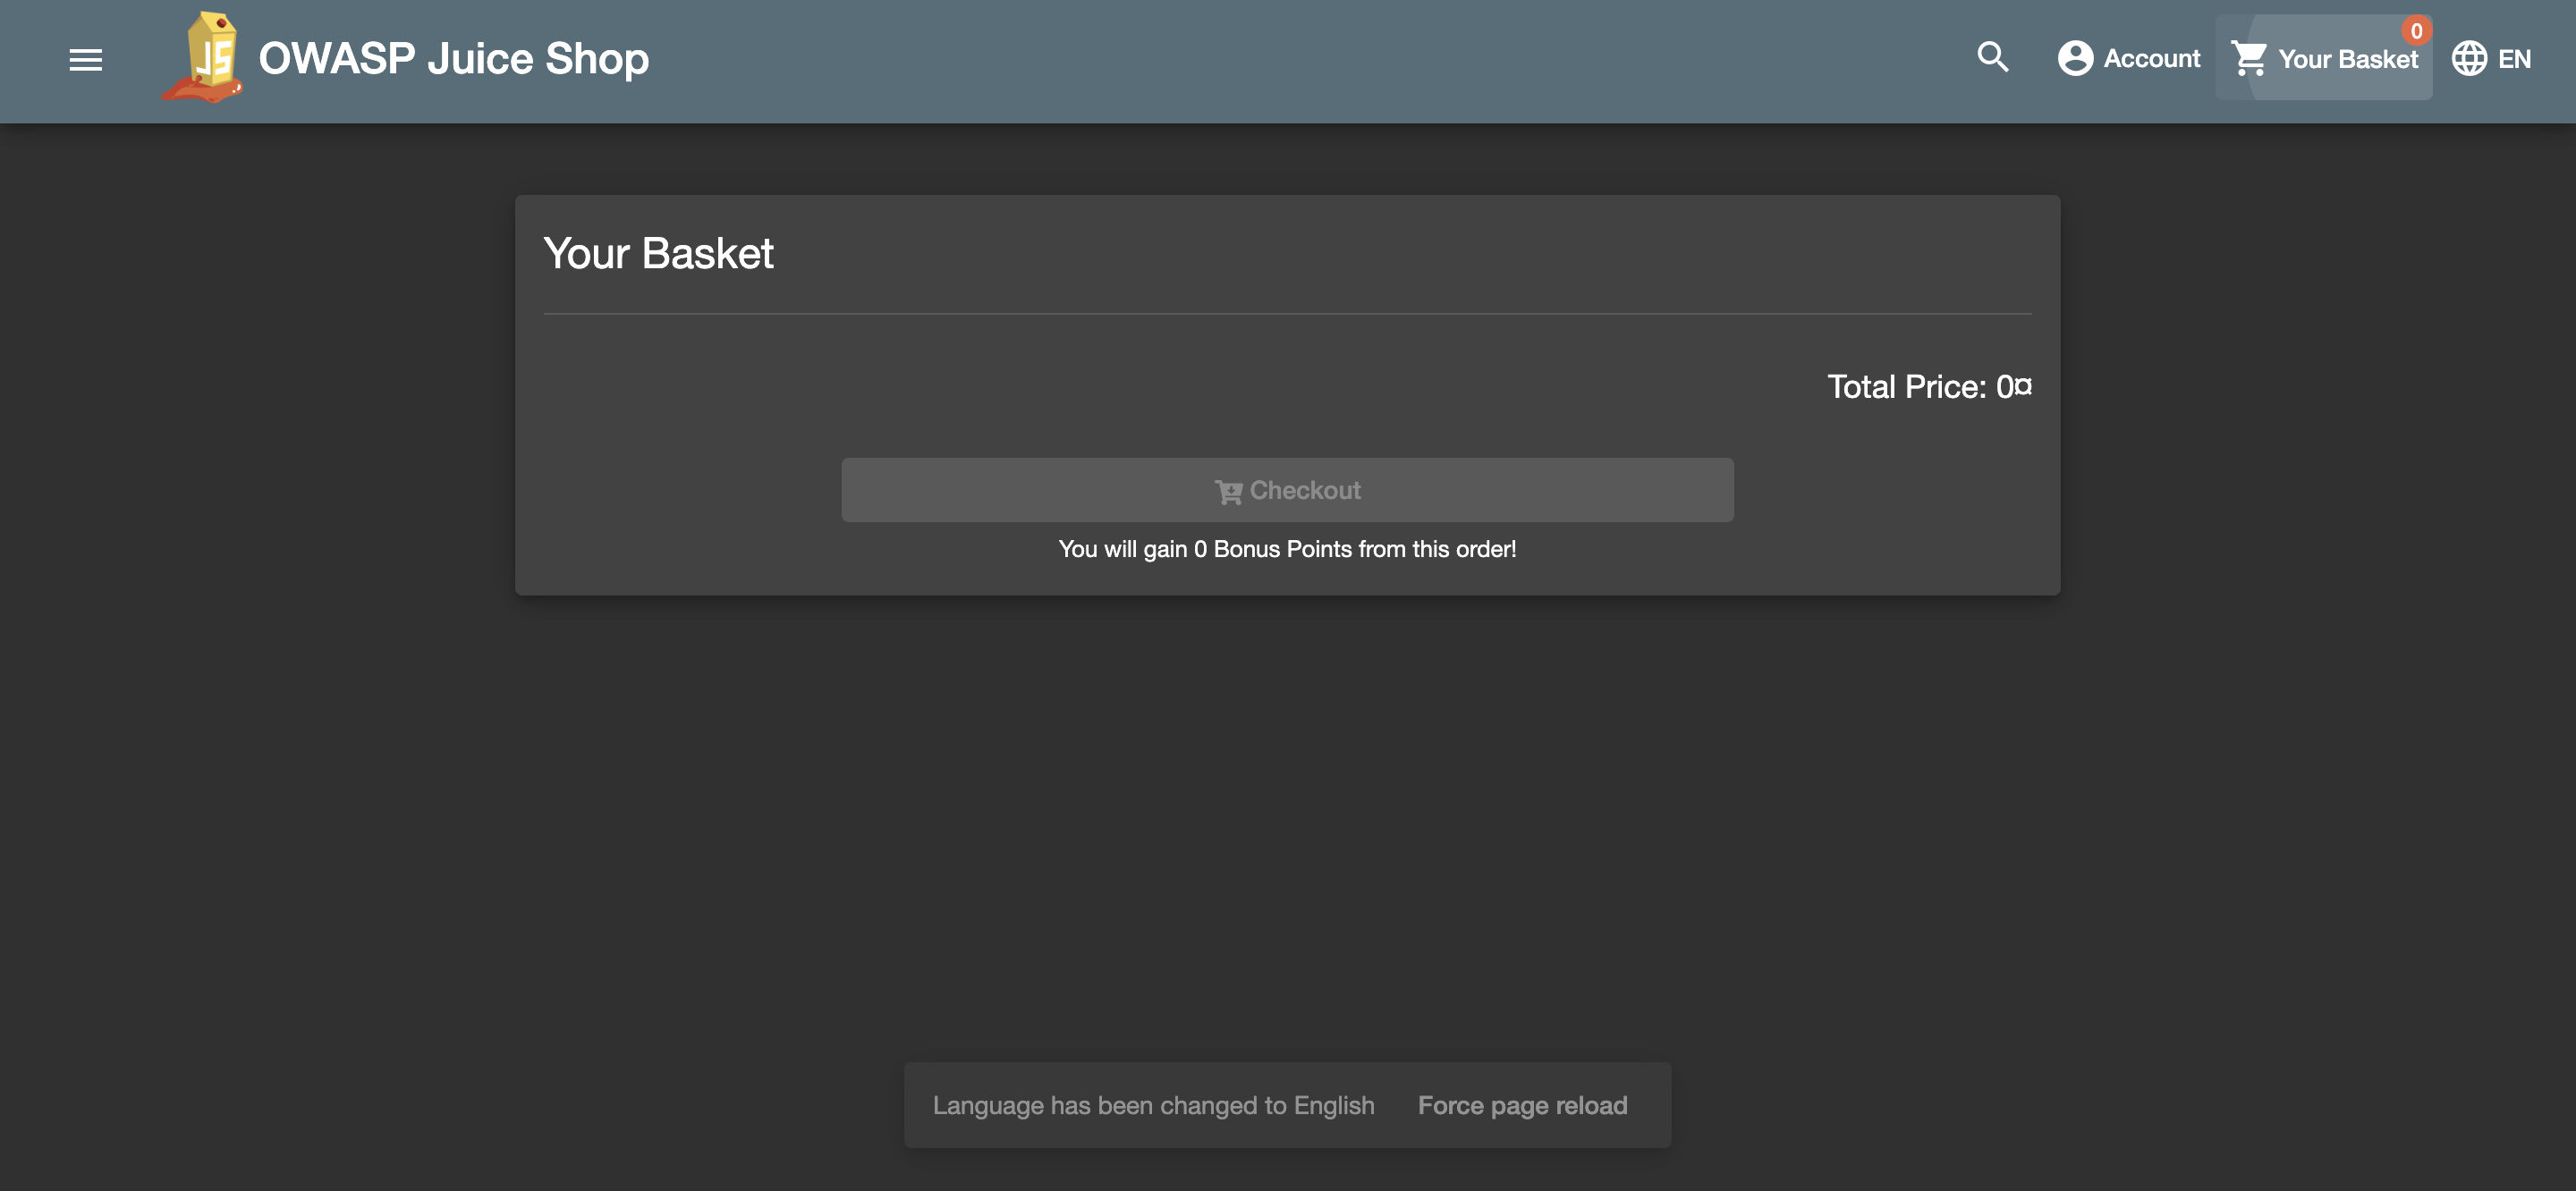 JS
OWASP Juice Shop
Account
Your Basket
0
EN
Your Basket
Total Price: 0¤
Checkout
You will gain 0 Bonus Points from this order!
Language has been changed to English
Force page reload